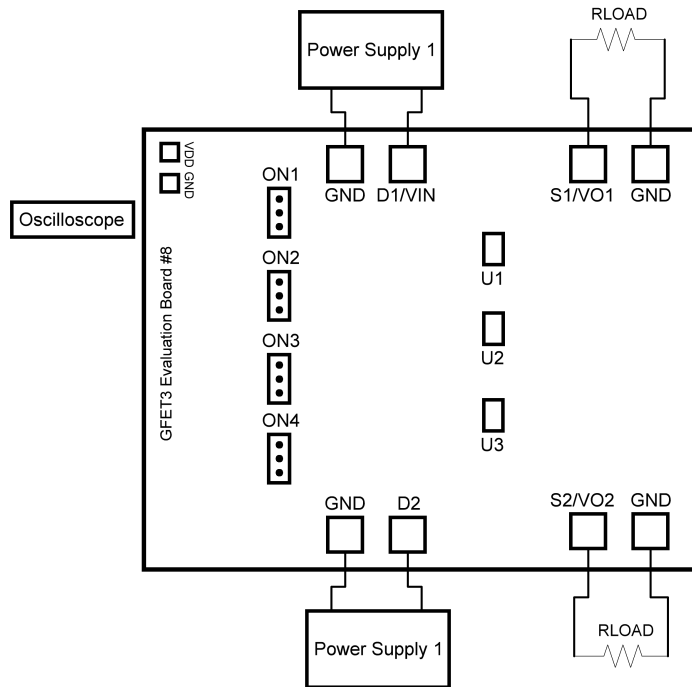 RLOAD
Power Supply 1
VDD
GND
ON1
GND
D1/VIN
S1/VO1
GND
Oscilloscope
GFET3 Evaluation Board #8
ON2
U1
ON3
U2
ON4
U3
GND
D2
S2/VO2
GND
Power Supply 1
RLOAD